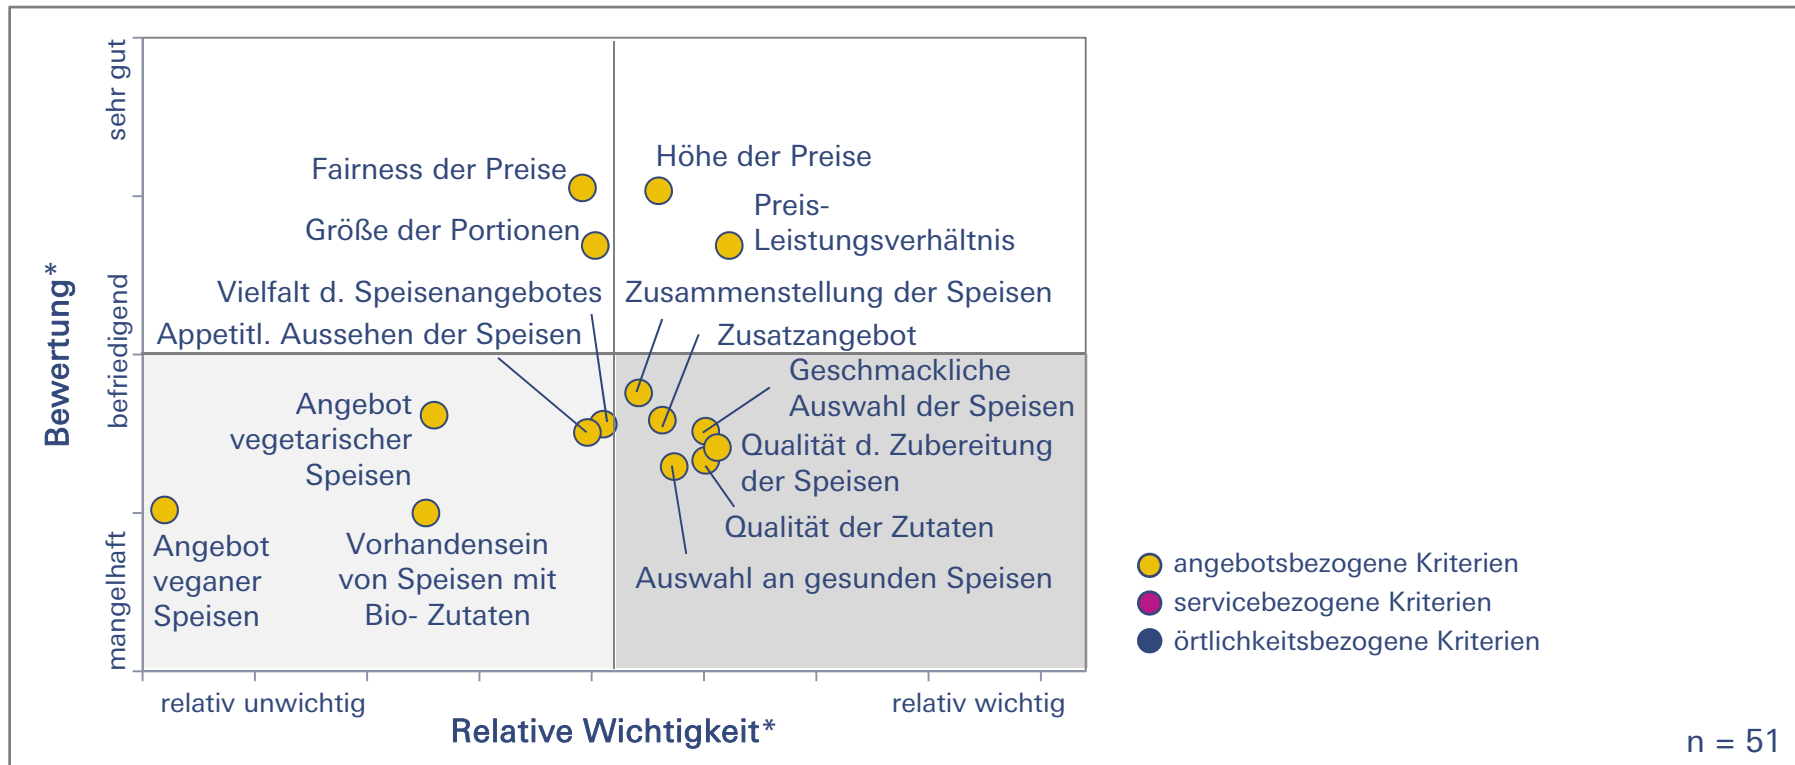 sehr gut
befriedigend
mangelhaft
Bewertung*
Fairness der Preise
Höhe der Preise
Größe der Portionen
Preis-
Leistungsverhältnis
Vielfalt d. Speisenangebotes
Zusammenstellung der Speisen
Appetitl. Aussehen der Speisen
Zusatzangebot
Geschmackliche
Auswahl der Speisen
Angebot
vegetarischer
Speisen
Qualität d. Zubereitung
der Speisen
Qualität der Zutaten
Angebot
veganer
Speisen
Vorhandensein
von Speisen mit
Bio- Zutaten
Auswahl an gesunden Speisen
angebotsbezogene Kriterien
servicebezogene Kriterien
örtlichkeitsbezogene Kriterien
relativ unwichtig
relativ wichtig
Relative Wichtigkeit*
n = 51